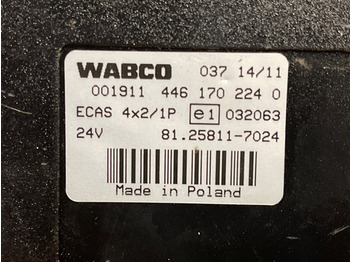 WABCO 037 14/11
001911 446 170 224 0
ECAS 4x2/1P e1 032063
24V 81.25811-7024
Made in Poland